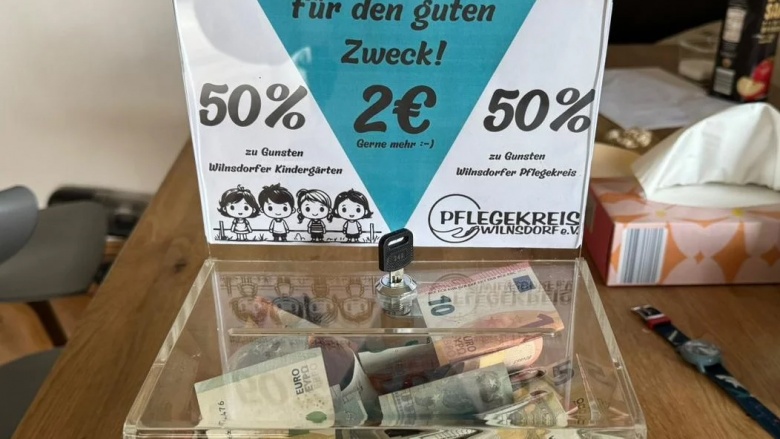 für den guten
Zweck!
50%
2€
50%
Gerne mehr :-)
zu Gunsten
Wilnsdorfer Kindergärten
zu Gunsten
Wilnsdorfer Pflegekreis
PFLEGEKREIS
WILNSDORF e.V.
10
EURO
ΕΥΡΩ